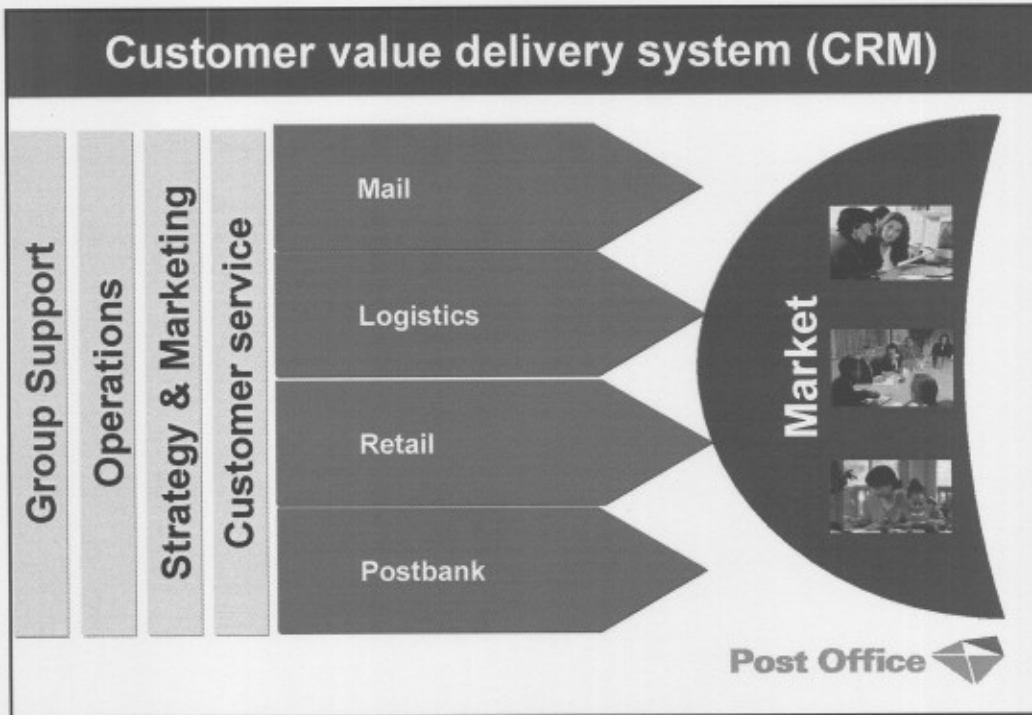 Customer value delivery system (CRM)
Group Support
Operations
Strategy & Marketing
Customer service
Mail
Logistics
Retail
Postbank
Market
Post Office